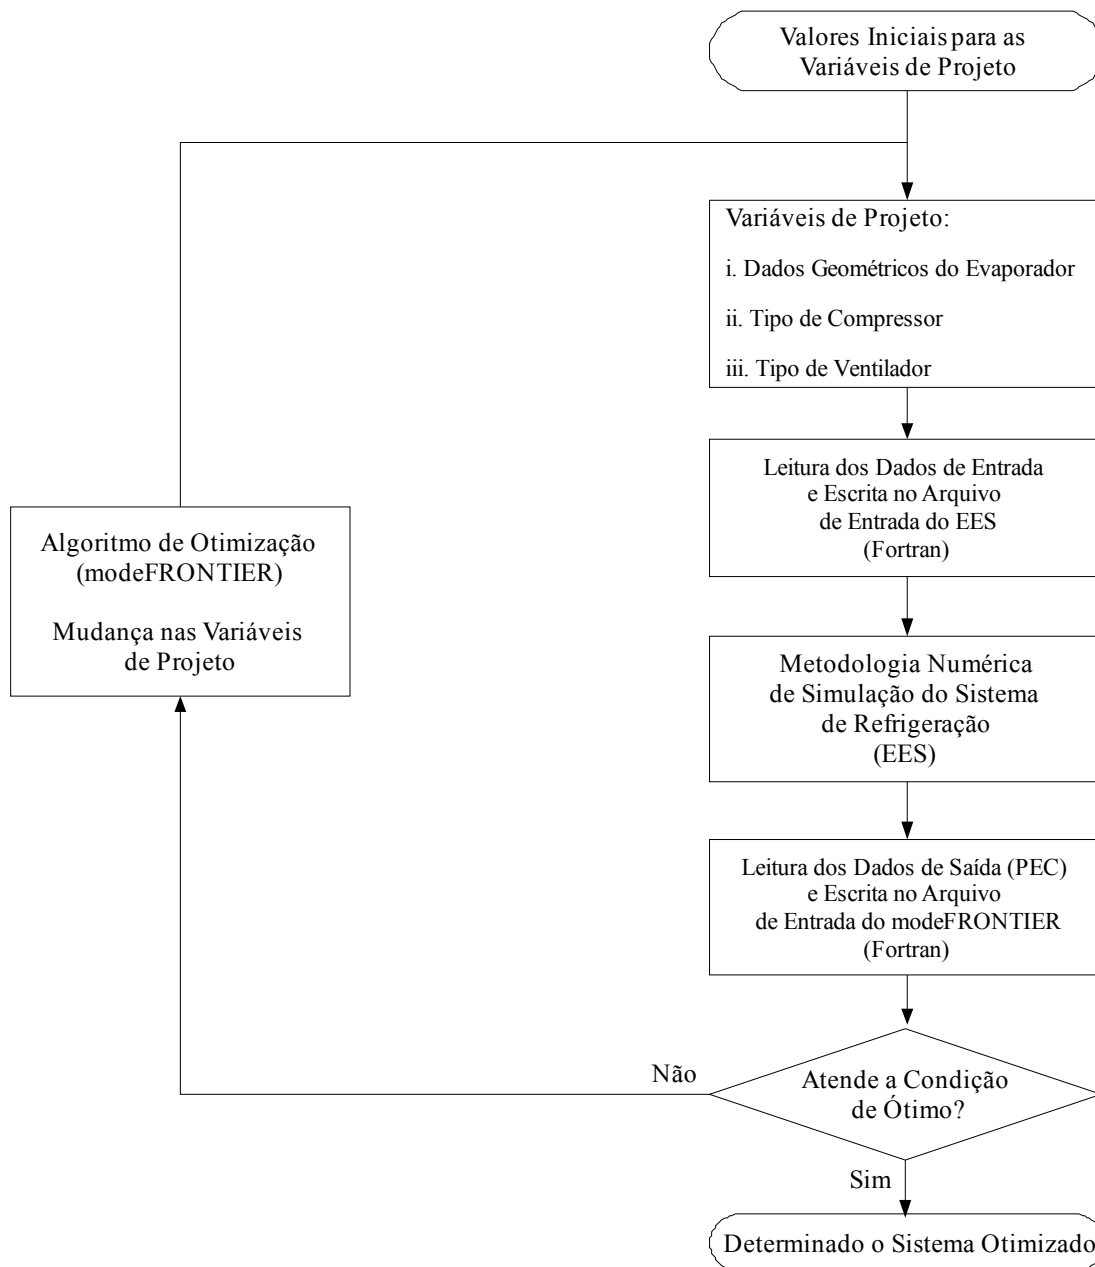 Valores Iniciais para as
Variáveis de Projeto
Variáveis de Projeto:
i. Dados Geométricos do Evaporador
ii. Tipo de Compressor
iii. Tipo de Ventilador
Leitura dos Dados de Entrada
e Escrita no Arquivo
de Entrada do EES
(Fortran)
Algoritmo de Otimização
(modeFRONTIER)
Mudança nas Variáveis
de Projeto
Metodologia Numérica
de Simulação do Sistema
de Refrigeração
(EES)
Leitura dos Dados de Saída (PEC)
e Escrita no Arquivo
de Entrada do modeFRONTIER
(Fortran)
Não
Atende a Condição
de Ótimo?
Sim
Determinado o Sistema Otimizado